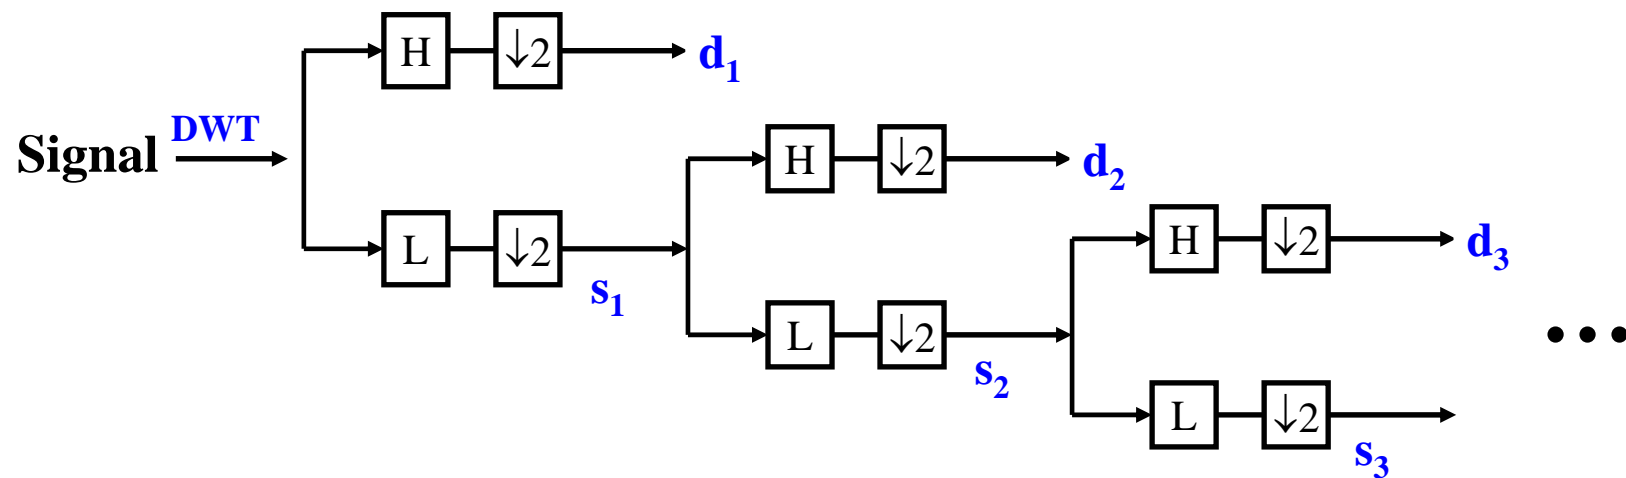 H ↓2 d₁
DWT
Signal
H ↓2 d₂
L ↓2 s₁
H ↓2 d₃
L ↓2 s₂
L ↓2 s₃
•••